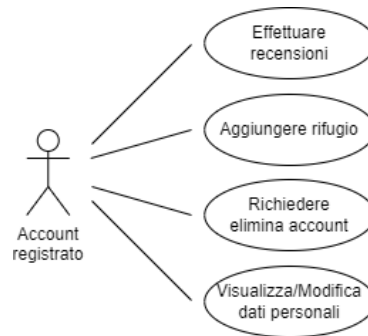 Effettuare
recensioni
Aggiungere rifugio
Richiedere
elimina account
Account
registrato
Visualizza/Modifica
dati personali